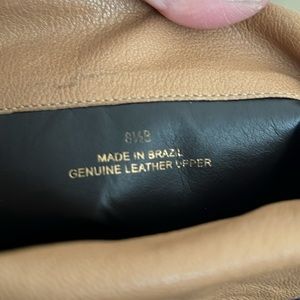 8½B
MADE IN BRAZIL
GENUINE LEATHER UPPER